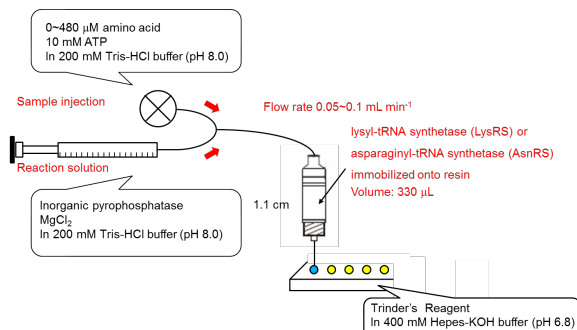 0~480 μM amino acid
10 mM ATP
In 200 mM Tris-HCl buffer (pH 8.0)
Sample injection
Flow rate 0.05~0.1 mL min⁻¹
lysyl-tRNA synthetase (LysRS) or
asparaginyl-tRNA synthetase (AsnRS)
immobilized onto resin
Volume: 330 μL
Reaction solution
Inorganic pyrophosphatase
MgCl₂
In 200 mM Tris-HCl buffer (pH 8.0)
1.1 cm
Trinder's Reagent
In 400 mM Hepes-KOH buffer (pH 6.8)